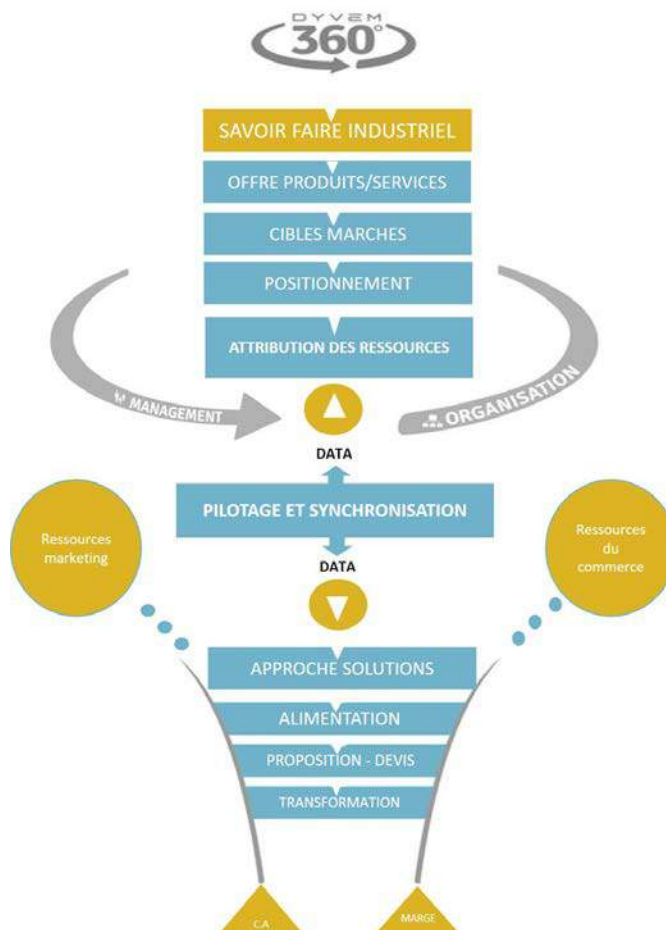 DYVEM
360°
SAVOIR FAIRE INDUSTRIEL
OFFRE PRODUITS/SERVICES
CIBLES MARCHES
POSITIONNEMENT
ATTRIBUTION DES RESSOURCES
MANAGEMENT
ORGANISATION
DATA
PILOTAGE ET SYNCHRONISATION
Ressources
marketing
Ressources
du
commerce
DATA
APPROCHE SOLUTIONS
ALIMENTATION
PROPOSITION - DEVIS
TRANSFORMATION
C.A
MARGE